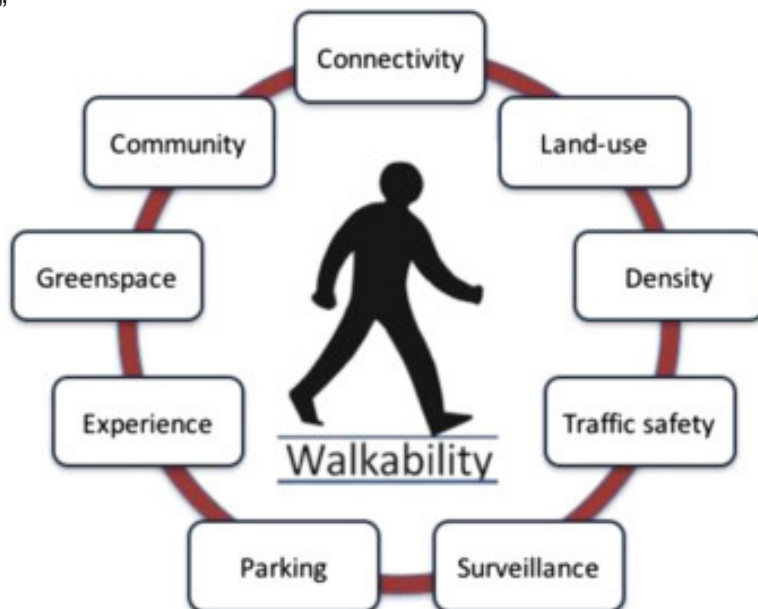 ”
Connectivity
Community
Land-use
Greenspace
Density
Experience
Traffic safety
Walkability
Parking
Surveillance